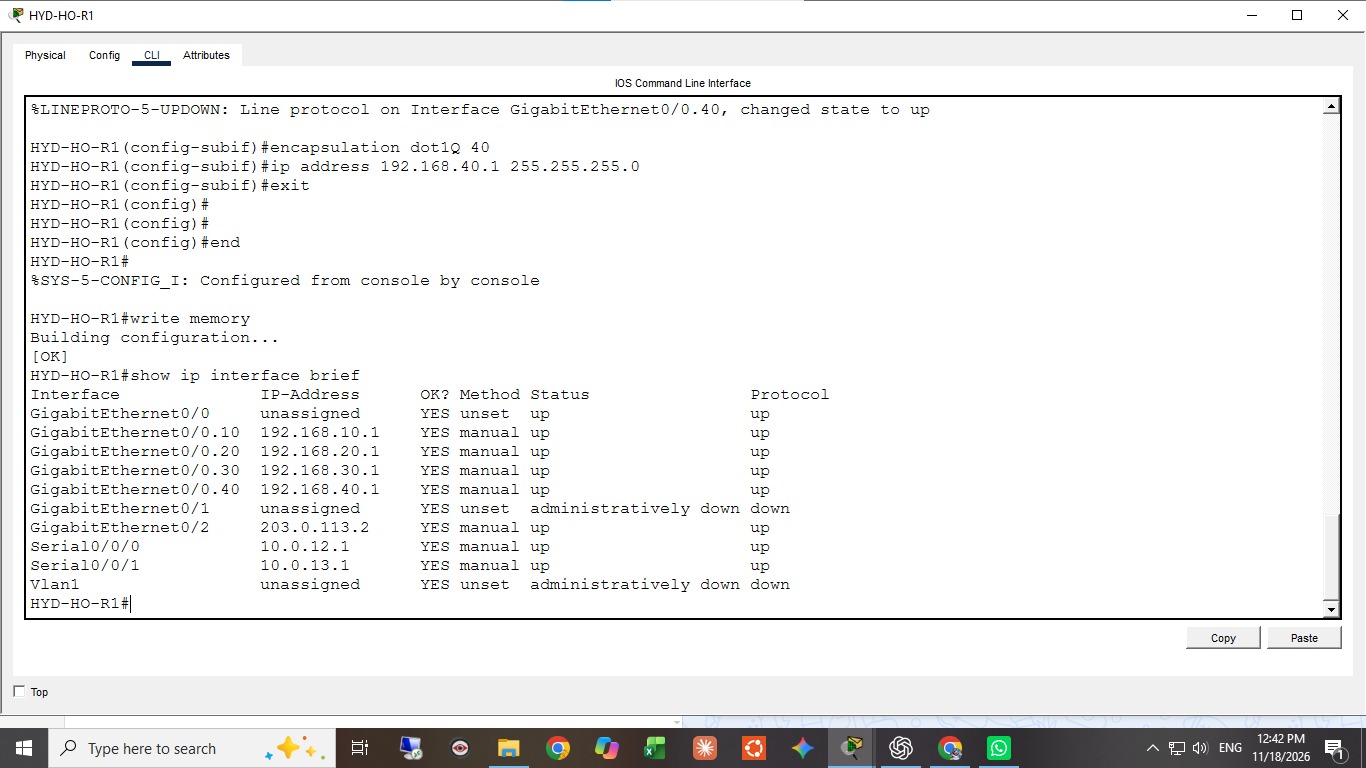 HYD-HO-R1
Physical Config CLI Attributes
IOS Command Line Interface
%LINEPROTO-5-UPDOWN: Line protocol on Interface GigabitEthernet0/0.40, changed state to up
HYD-HO-R1(config-subif)#encapsulation dot1Q 40
HYD-HO-R1(config-subif)#ip address 192.168.40.1 255.255.255.0
HYD-HO-R1(config-subif)#exit
HYD-HO-R1(config)#
HYD-HO-R1(config)#
HYD-HO-R1(config)#end
HYD-HO-R1#
%SYS-5-CONFIG_I: Configured from console by console
HYD-HO-R1#write memory
Building configuration...
[OK]
HYD-HO-R1#show ip interface brief
Interface IP-Address OK? Method Status Protocol
GigabitEthernet0/0 unassigned YES unset up up
GigabitEthernet0/0.10 192.168.10.1 YES manual up up
GigabitEthernet0/0.20 192.168.20.1 YES manual up up
GigabitEthernet0/0.30 192.168.30.1 YES manual up up
GigabitEthernet0/0.40 192.168.40.1 YES manual up up
GigabitEthernet0/1 unassigned YES unset administratively down down
GigabitEthernet0/2 203.0.113.2 YES manual up up
Serial0/0/0 10.0.12.1 YES manual up up
Serial0/0/1 10.0.13.1 YES manual up up
Vlan1 unassigned YES unset administratively down down
HYD-HO-R1#
Copy Paste
Top
Type here to search
ENG
12:42 PM
11/18/2026
1